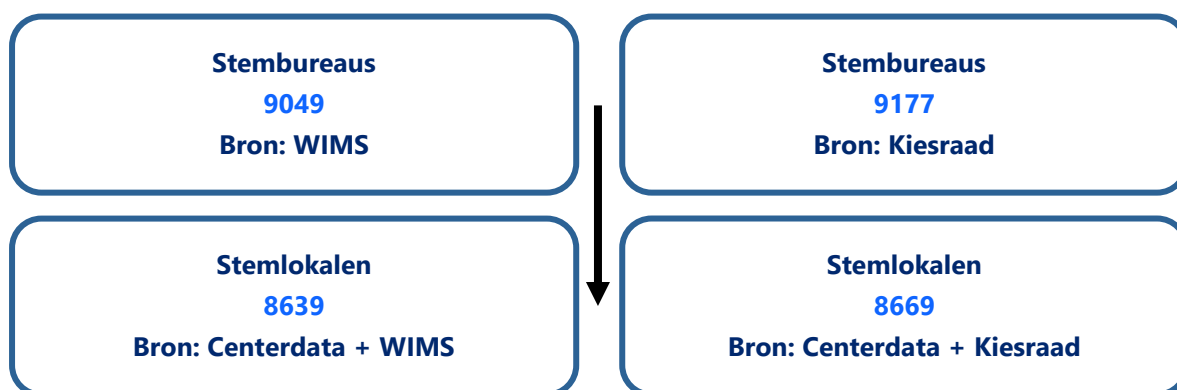 Stembureaus
9049
Bron: WIMS
Stembureaus
9177
Bron: Kiesraad
Stemlokalen
8639
Bron: Centerdata + WIMS
Stemlokalen
8669
Bron: Centerdata + Kiesraad